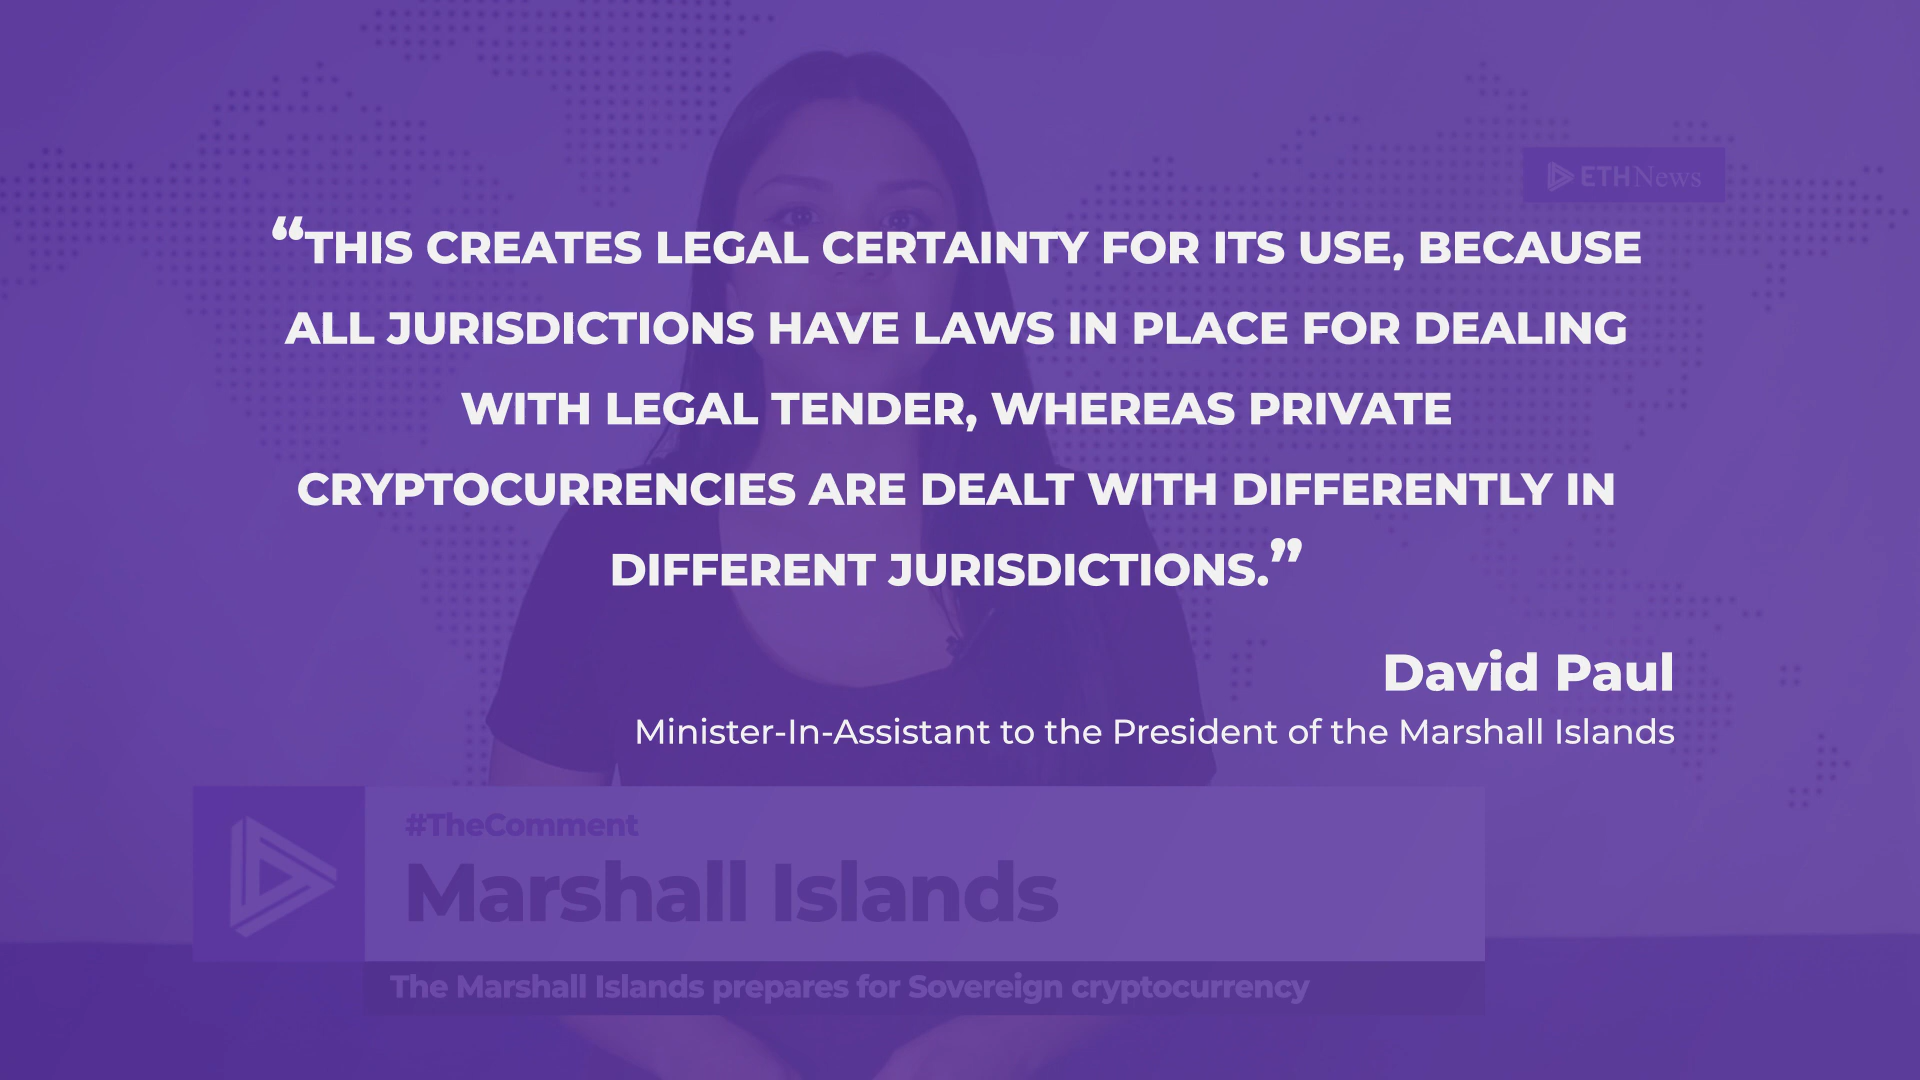 ETHNews
“THIS CREATES LEGAL CERTAINTY FOR ITS USE, BECAUSE
ALL JURISDICTIONS HAVE LAWS IN PLACE FOR DEALING
WITH LEGAL TENDER, WHEREAS PRIVATE
CRYPTOCURRENCIES ARE DEALT WITH DIFFERENTLY IN
DIFFERENT JURISDICTIONS.”
David Paul
Minister-In-Assistant to the President of the Marshall Islands
#TheComment
Marshall Islands
The Marshall Islands prepares for Sovereign cryptocurrency